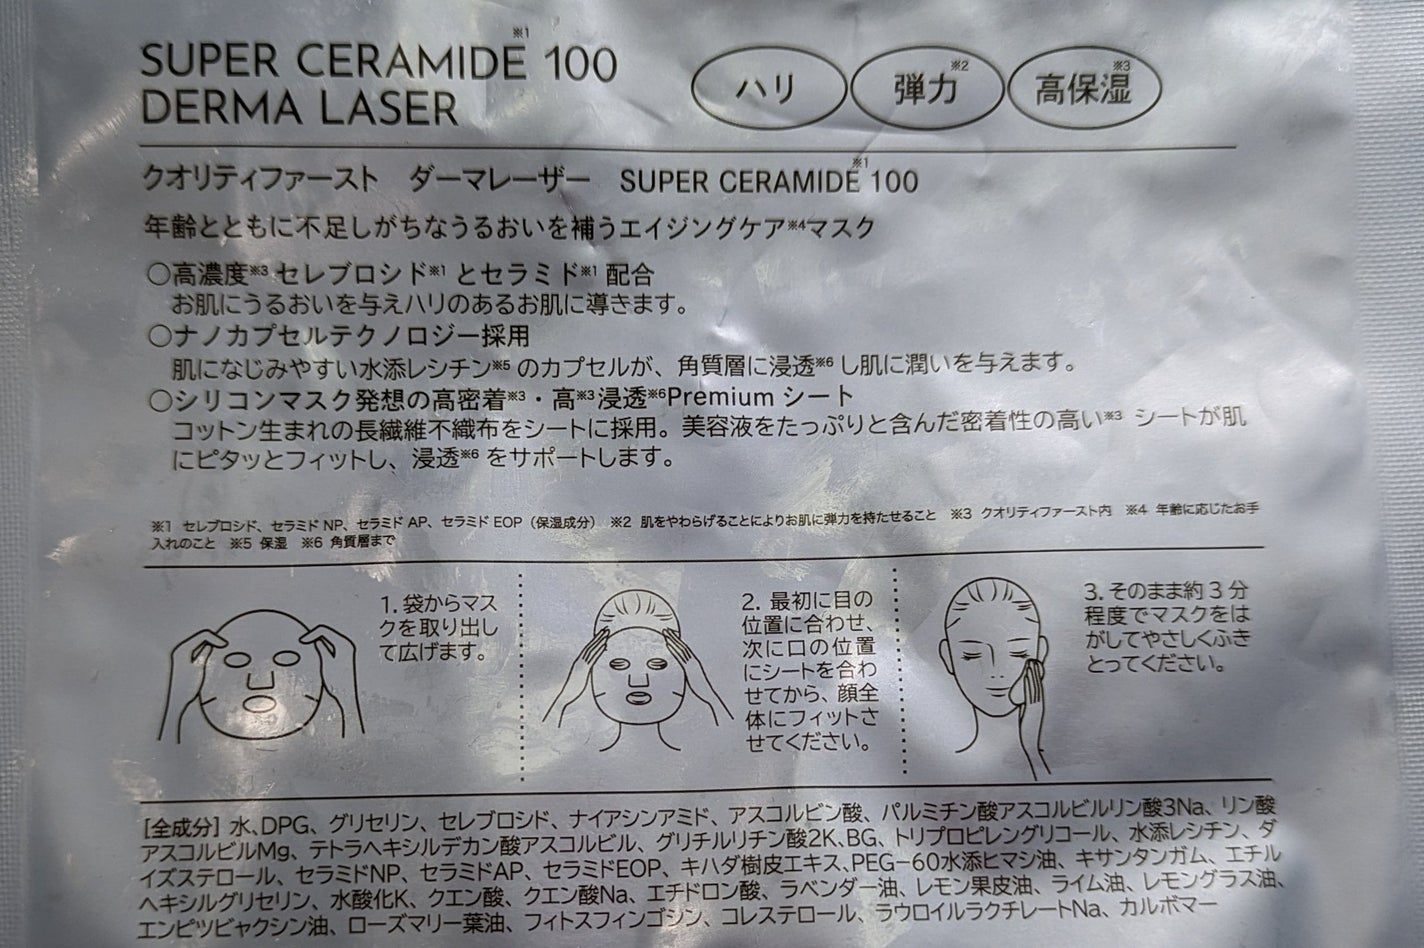 SUPER CERAMIDE※1 100
DERMA LASER
ハリ 弾力※2 高保湿※3
クオリティファースト ダーマレーザー SUPER CERAMIDE※1 100
年齢とともに不足しがちなうるおいを補うエイジングケア※4マスク
○高濃度※3 セレブロシド※1 とセラミド※1 配合
お肌にうるおいを与えハリのあるお肌に導きます。
○ナノカプセルテクノロジー採用
肌になじみやすい水添レシチン※5 のカプセルが、角質層に浸透※6 し肌に潤いを与えます。
○シリコンマスク発想の高密着※3・高※3浸透※6Premium シート
コットン生まれの長繊維不織布をシートに採用。美容液をたっぷりと含んだ密着性の高い※3 シートが肌
にピタッとフィットし、浸透※6 をサポートします。
※1 セレブロシド、セラミド NP、セラミド AP、セラミド EOP（保湿成分） ※2 肌をやわらげることによりお肌に弾力を持たせること ※3 クオリティファースト内 ※4 年齢に応じたお手
入れのこと ※5 保湿 ※6 角質層まで
1. 袋からマス
クを取り出し
て広げます。
2. 最初に目の
位置に合わせ、
次に口の位置
にシートを合わ
せてから、顔全
体にフィットさ
せてください。
3. そのまま約 3 分
程度でマスクをは
がしてやさしくふき
とってください。
[全成分] 水、DPG、グリセリン、セレブロシド、ナイアシンアミド、アスコルビン酸、パルミチン酸アスコルビルリン酸3Na、リン酸
アスコルビルMg、テトラヘキシルデカン酸アスコルビル、グリチルリチン酸2K、BG、トリプロピレングリコール、水添レシチン、ダ
イズステロール、セラミドNP、セラミドAP、セラミドEOP、キハダ樹皮エキス、PEG-60水添ヒマシ油、キサンタンガム、エチル
ヘキシルグリセリン、水酸化K、クエン酸、クエン酸Na、エチドロン酸、ラベンダー油、レモン果皮油、ライム油、レモングラス油、
エンピツビャクシン油、ローズマリー葉油、フィトスフィンゴシン、コレステロール、ラウロイルラクチレートNa、カルボマー